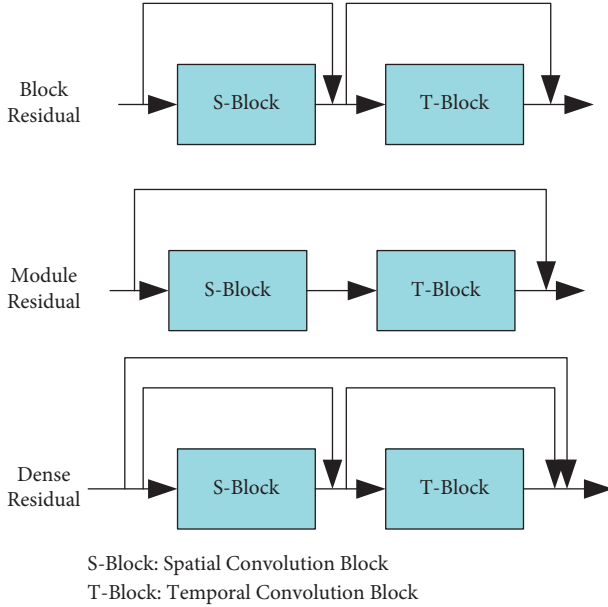 Block
Residual
S-Block
T-Block
Module
Residual
S-Block
T-Block
Dense
Residual
S-Block
T-Block
S-Block: Spatial Convolution Block
T-Block: Temporal Convolution Block